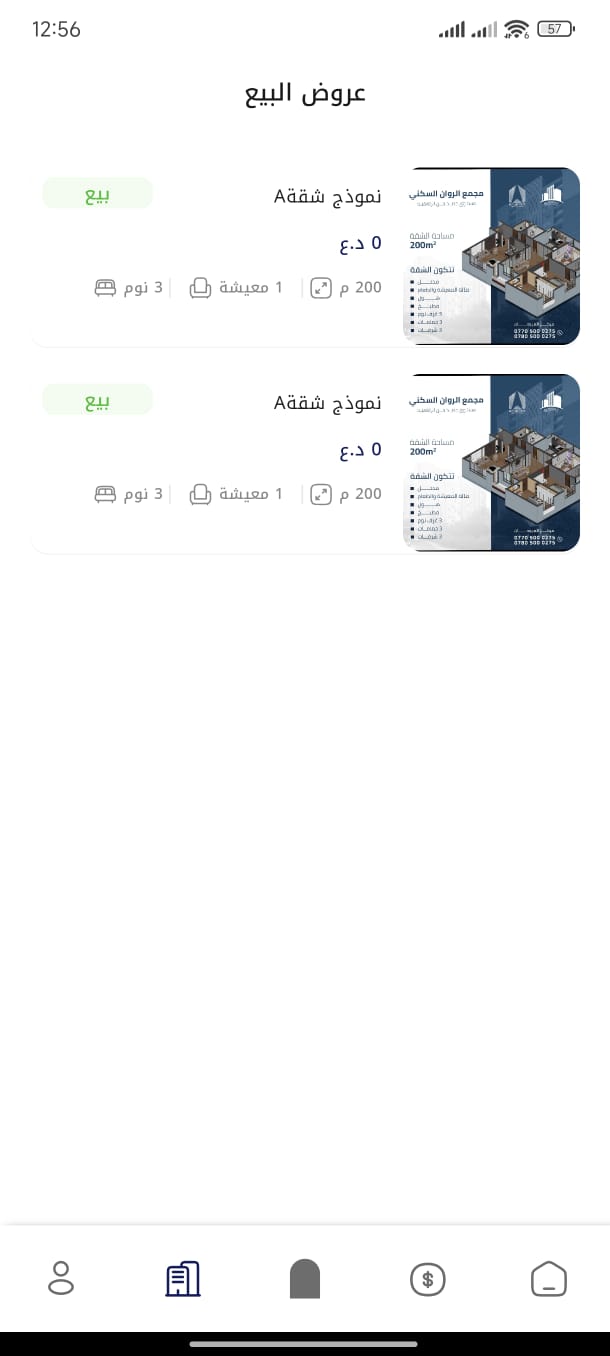 12:56
57
عروض البيع
نموذج شقةA
بيع
0 د.ع
200 م
1 معيشة
3 نوم
مجمع الروان السكني
مساحة الشقة
200m²
تتكون الشقة
0770 500 0275
0780 500 0275
نموذج شقةA
بيع
0 د.ع
200 م
1 معيشة
3 نوم
مجمع الروان السكني
مساحة الشقة
200m²
تتكون الشقة
0770 500 0275
0780 500 0275